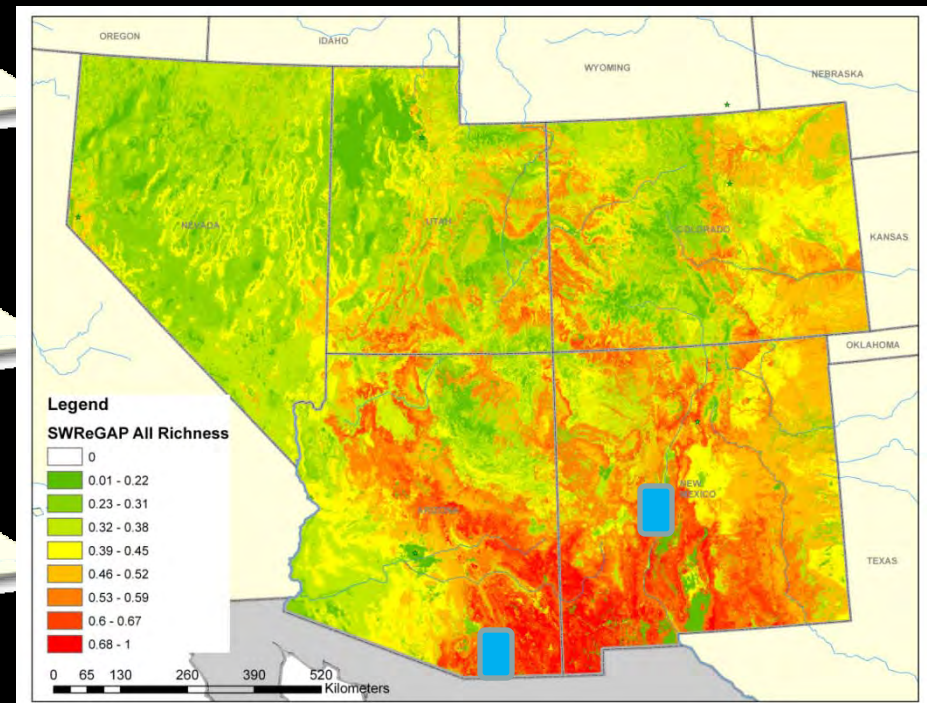 OREGON
IDAHO
WYOMING
NEBRASKA
NEVADA
UTAH
COLORADO
KANSAS
OKLAHOMA
Legend
SWReGAP All Richness
0
0.01 - 0.22
0.23 - 0.31
0.32 - 0.38
0.39 - 0.45
0.46 - 0.52
0.53 - 0.59
0.6 - 0.67
0.68 - 1
ARIZONA
NEW
MEXICO
TEXAS
0 65 130 260 390 520
Kilometers